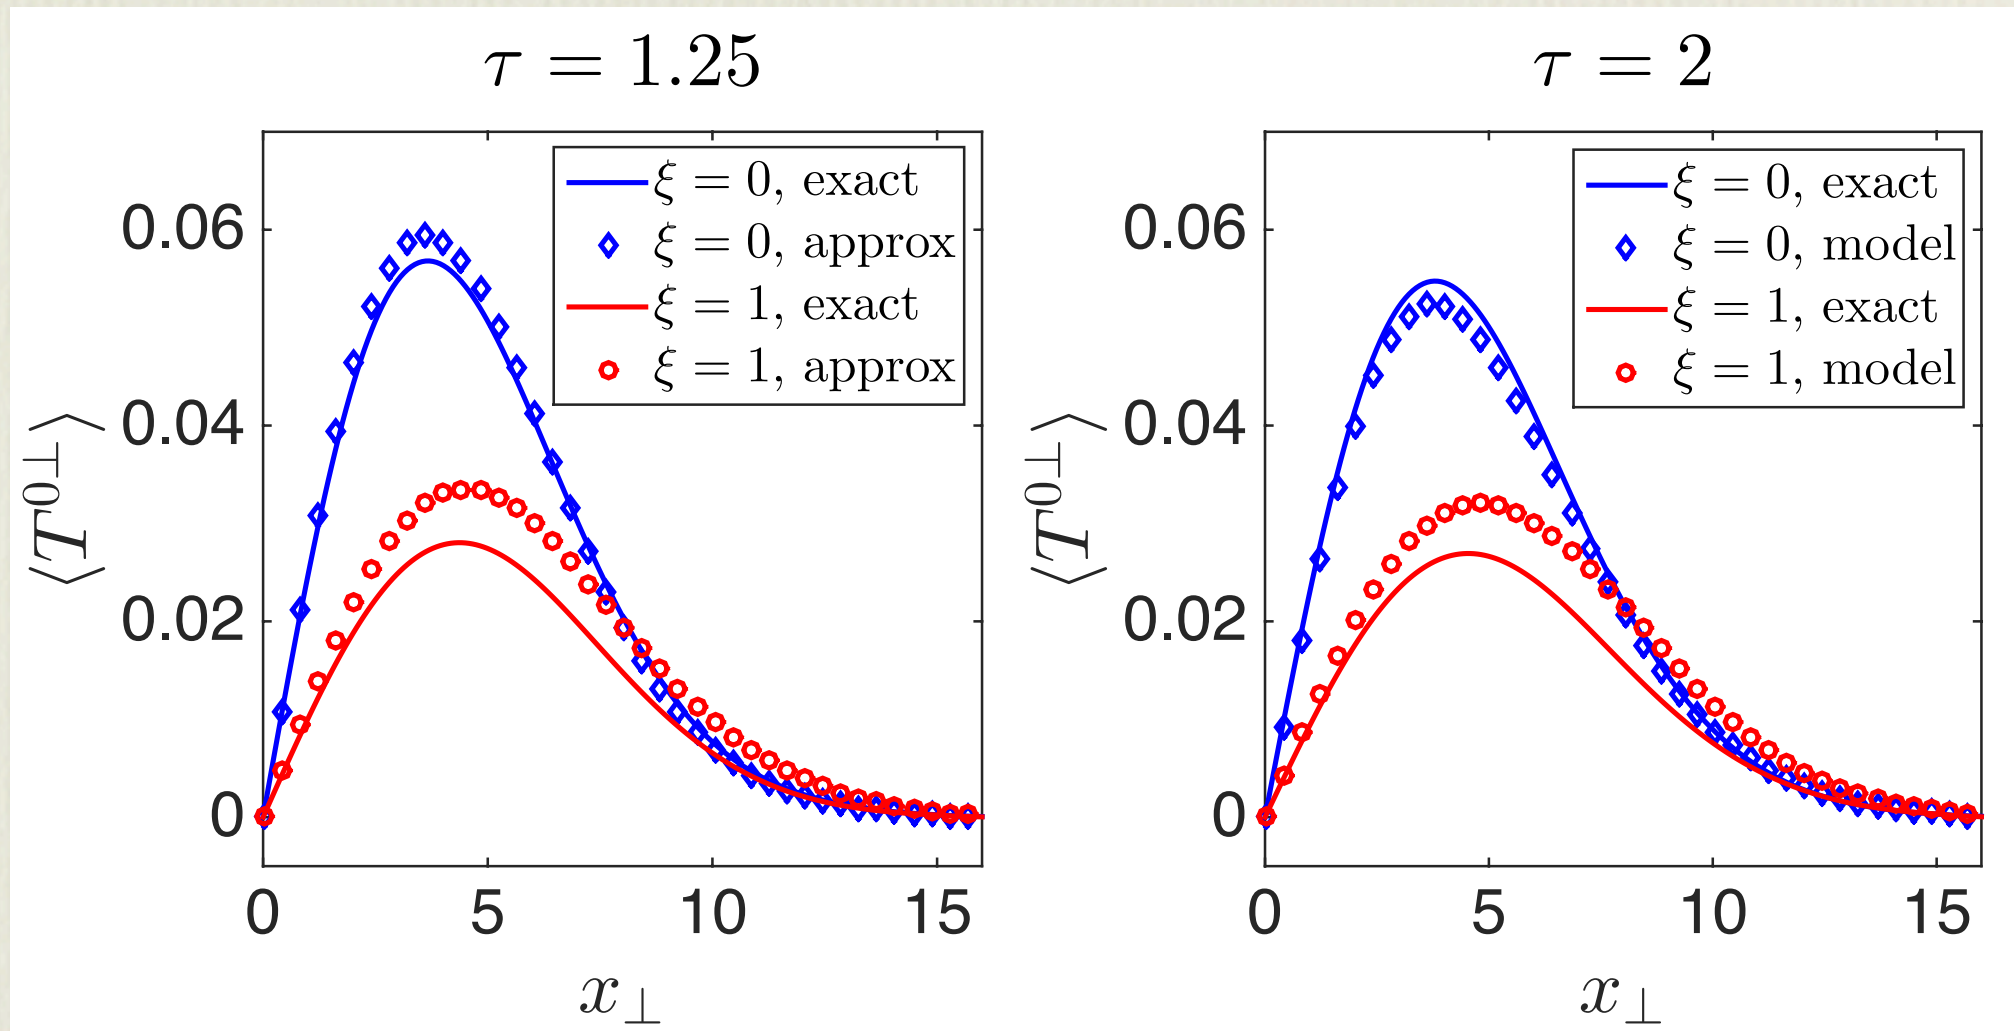 τ = 1.25
⟨T^{0⊥}⟩
0.06
0.04
0.02
0
0 5 10 15
x_⊥
ξ = 0, exact
ξ = 0, approx
ξ = 1, exact
ξ = 1, approx
τ = 2
⟨T^{0⊥}⟩
0.06
0.04
0.02
0
0 5 10 15
x_⊥
ξ = 0, exact
ξ = 0, model
ξ = 1, exact
ξ = 1, model